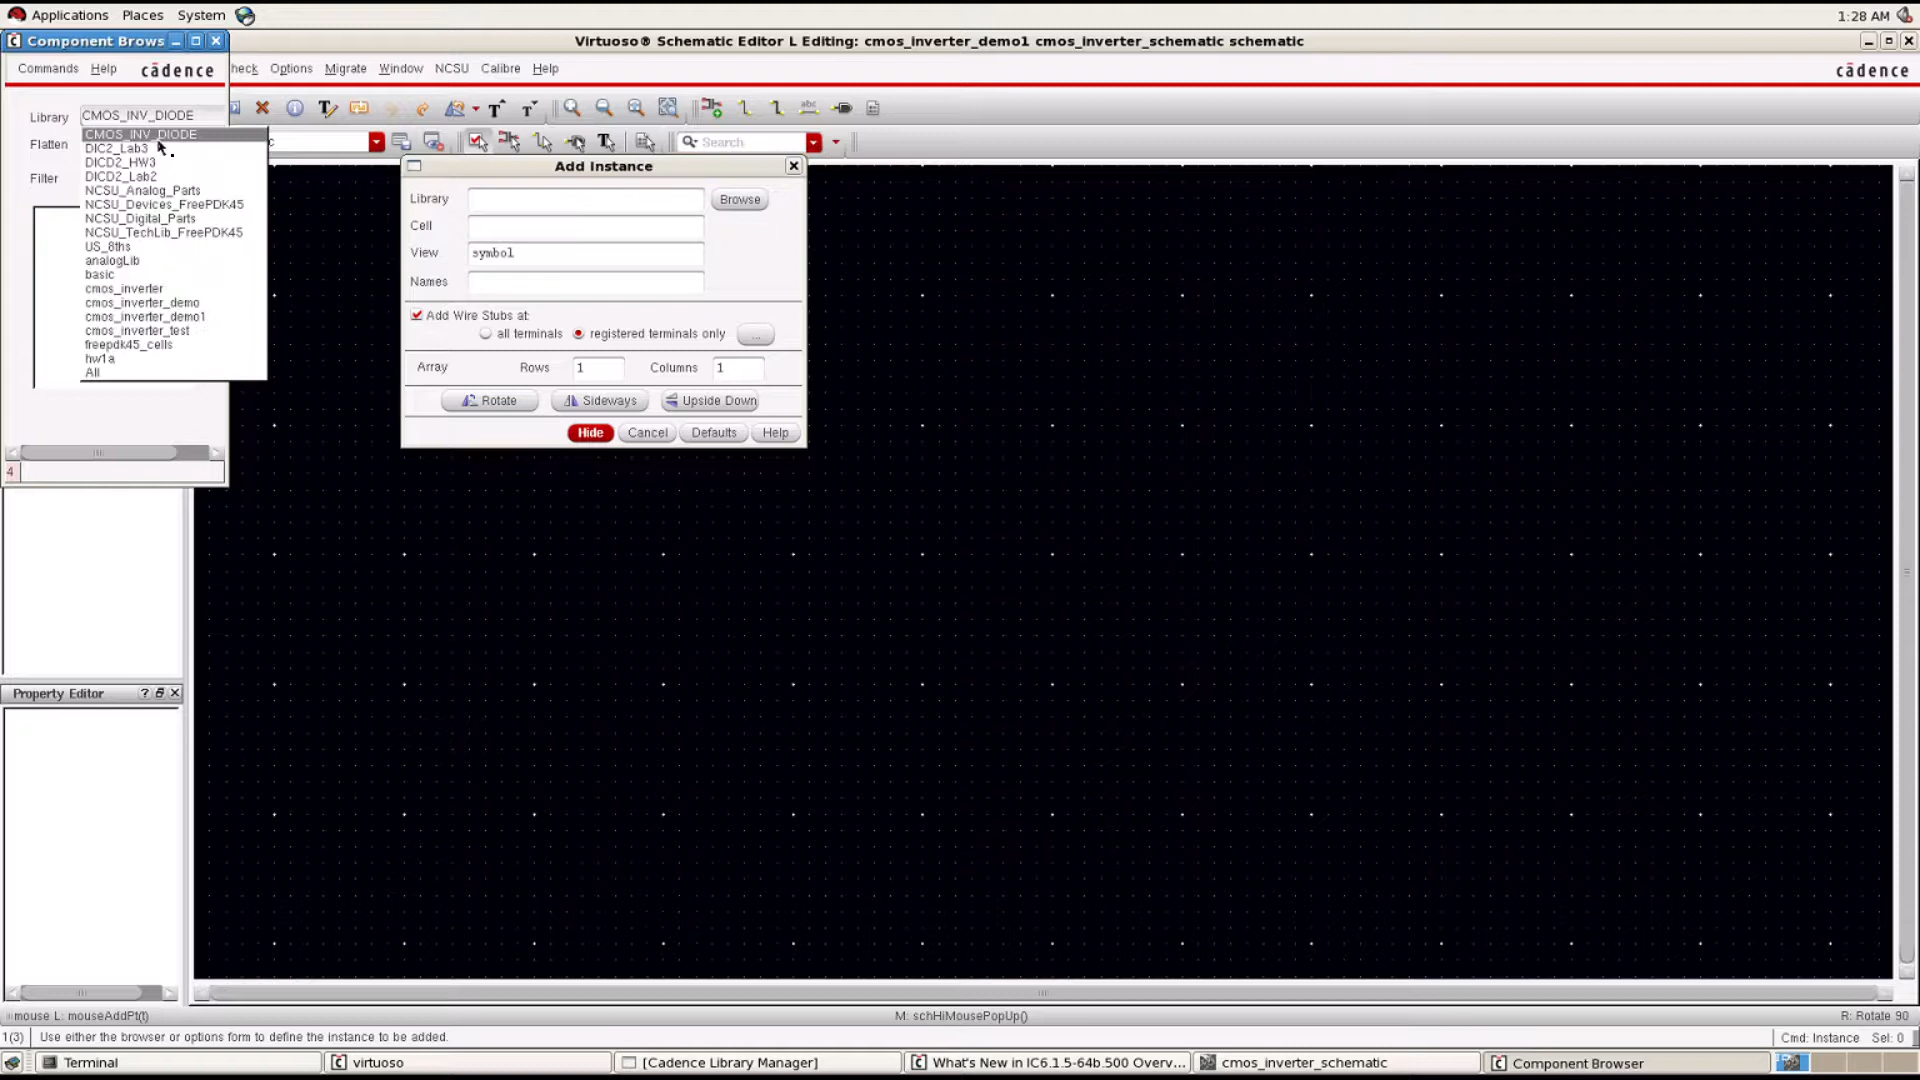 Applications Places System
1:28 AM
Component Brows
Virtuoso® Schematic Editor L Editing: cmos_inverter_demo1 cmos_inverter_schematic schematic
Commands Help cādence
heck Options Migrate Window NCSU Calibre Help
cādence
Library CMOS_INV_DIODE
Flatten
Filter
CMOS_INV_DIODE
DIC2_Lab3
DICD2_HW3
DICD2_Lab2
NCSU_Analog_Parts
NCSU_Devices_FreePDK45
NCSU_Digital_Parts
NCSU_TechLib_FreePDK45
US_8ths
analogLib
basic
cmos_inverter
cmos_inverter_demo
cmos_inverter_demo1
cmos_inverter_test
freepdk45_cells
hw1a
All
4
c
Search
Add Instance
Library Browse
Cell
View symbol
Names
Add Wire Stubs at:
all terminals registered terminals only ...
Array Rows 1 Columns 1
Rotate Sideways Upside Down
Hide Cancel Defaults Help
Property Editor ?
mouse L: mouseAddPt(t) M: schHiMousePopUp() R: Rotate 90
1(3) Use either the browser or options form to define the instance to be added. Cmd: Instance Sel: 0
Terminal virtuoso [Cadence Library Manager] What's New in IC6.1.5-64b.500 Overv... cmos_inverter_schematic Component Browser